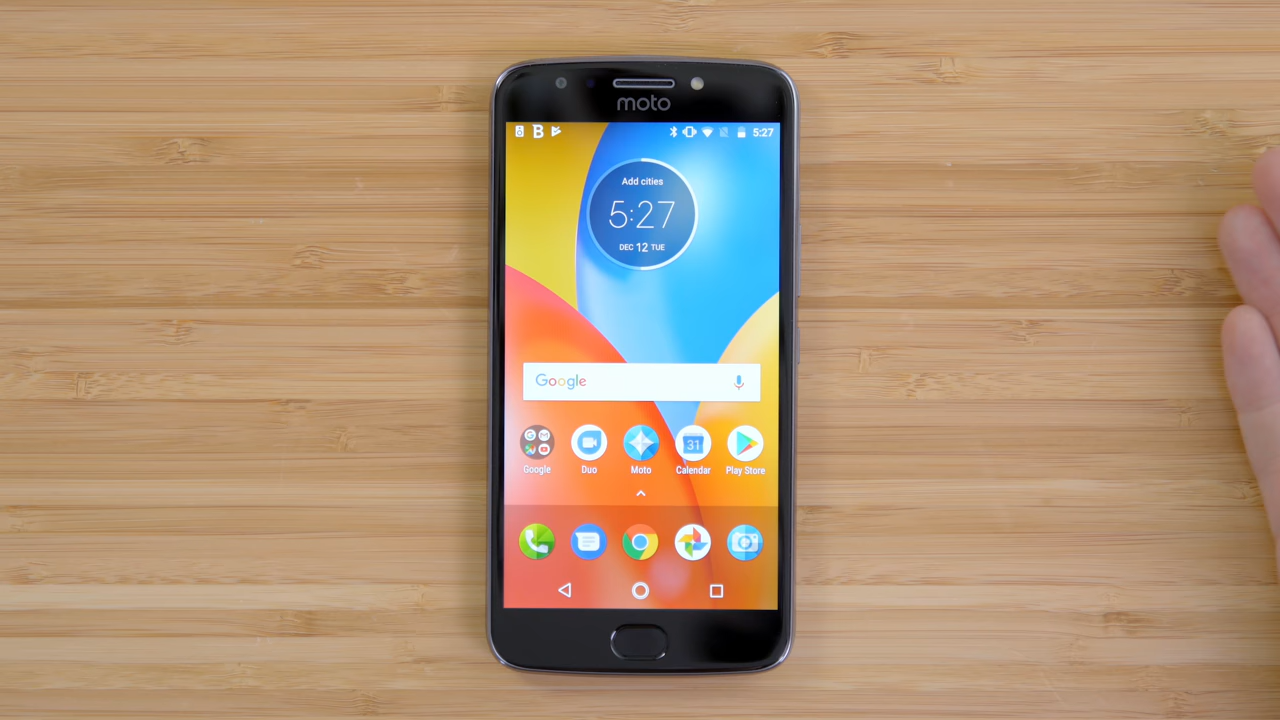 moto
B
5:27
Add cities
5:27
DEC 12 TUE
Google
31
Google Duo Moto Calendar Play Store